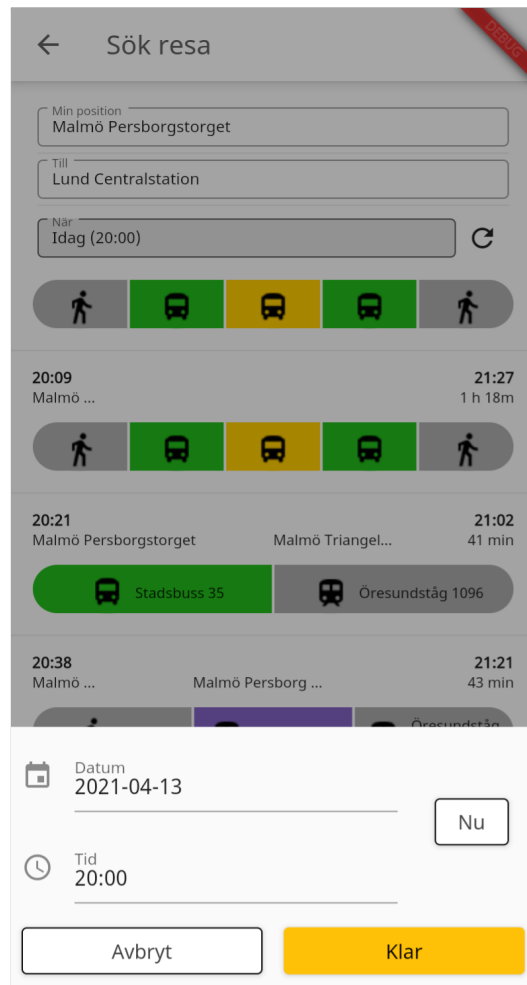 Sök resa
DEBUG
Min position
Malmö Persborgstorget
Till
Lund Centralstation
När
Idag (20:00)
20:09 21:27
Malmö ... 1 h 18m
20:21 21:02
Malmö Persborgstorget Malmö Triangel... 41 min
Stadsbuss 35 Öresundståg 1096
20:38 21:21
Malmö ... Malmö Persborg ... 43 min
Öresundståg
Datum
2021-04-13
Nu
Tid
20:00
Avbryt Klar